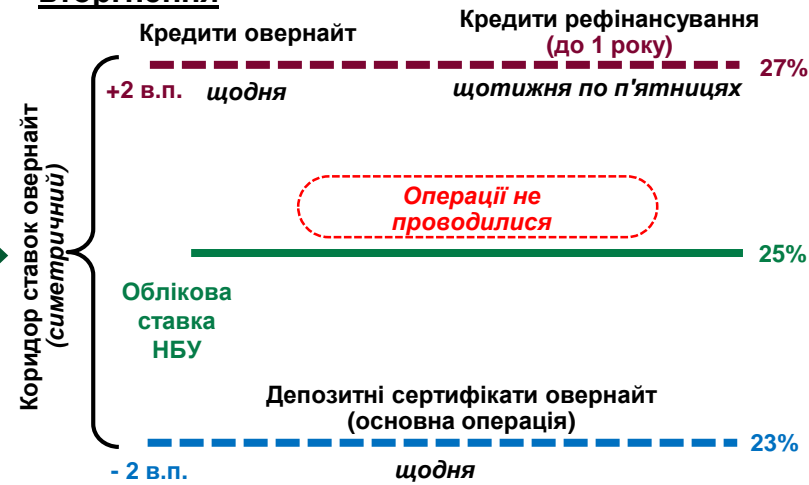 вторгнення
Кредити овернайт
Кредити рефінансування
(до 1 року)
27%
+2 в.п.
щодня
щотижня по п'ятницях
Коридор ставок овернайт
(симетричний)
Операції не
проводилися
25%
Облікова
ставка
НБУ
Депозитні сертифікати овернайт
(основна операція)
23%
- 2 в.п.
щодня